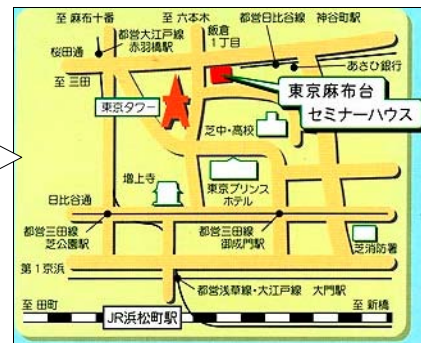 至 麻布十番
至 六本木
飯倉
1丁目
都営日比谷線
神谷町駅
都営大江戸線
赤羽橋駅
桜田通
至 三田
あさひ銀行
東京麻布台
セミナーハウス
東京タワー
芝中・高校
増上寺
東京プリンス
ホテル
日比谷通
都営三田線
芝公園駅
都営三田線
御成門駅
芝消防署
第1京浜
都営浅草線・大江戸線 大門駅
至 田町
JR浜松町駅
至 新橋